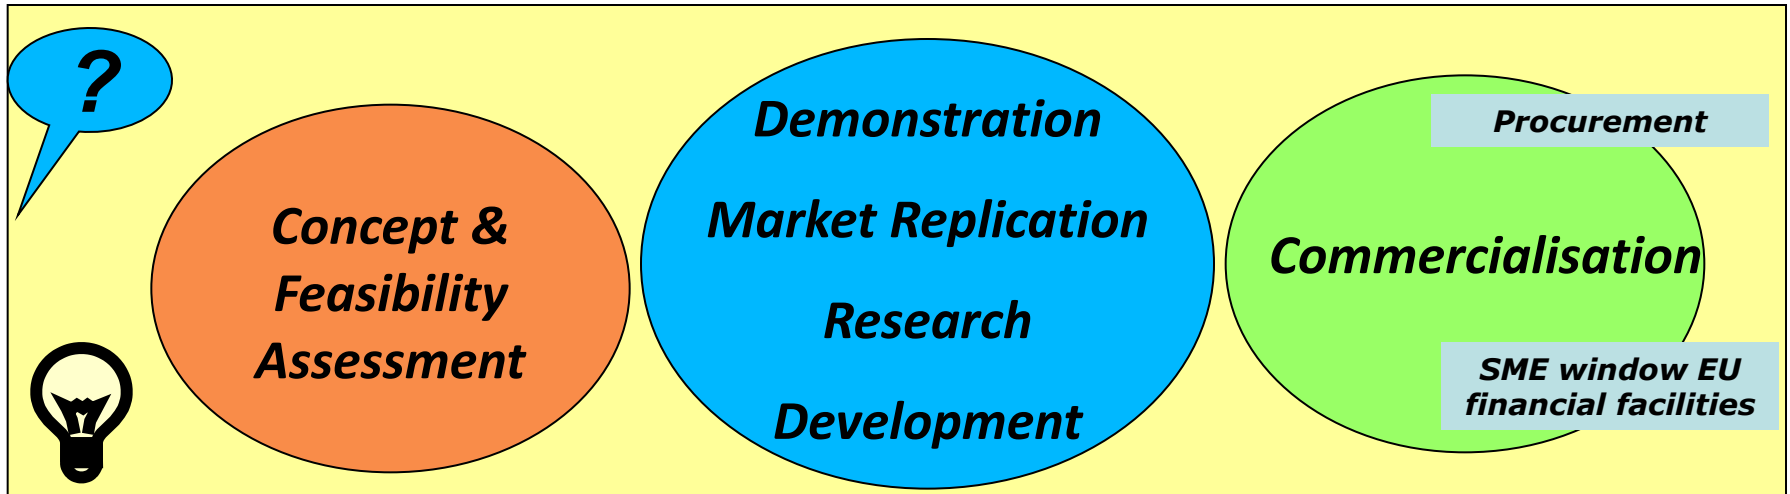 ?
Concept &
Feasibility
Assessment
Demonstration
Market Replication
Research
Development
Procurement
Commercialisation
SME window EU
financial facilities